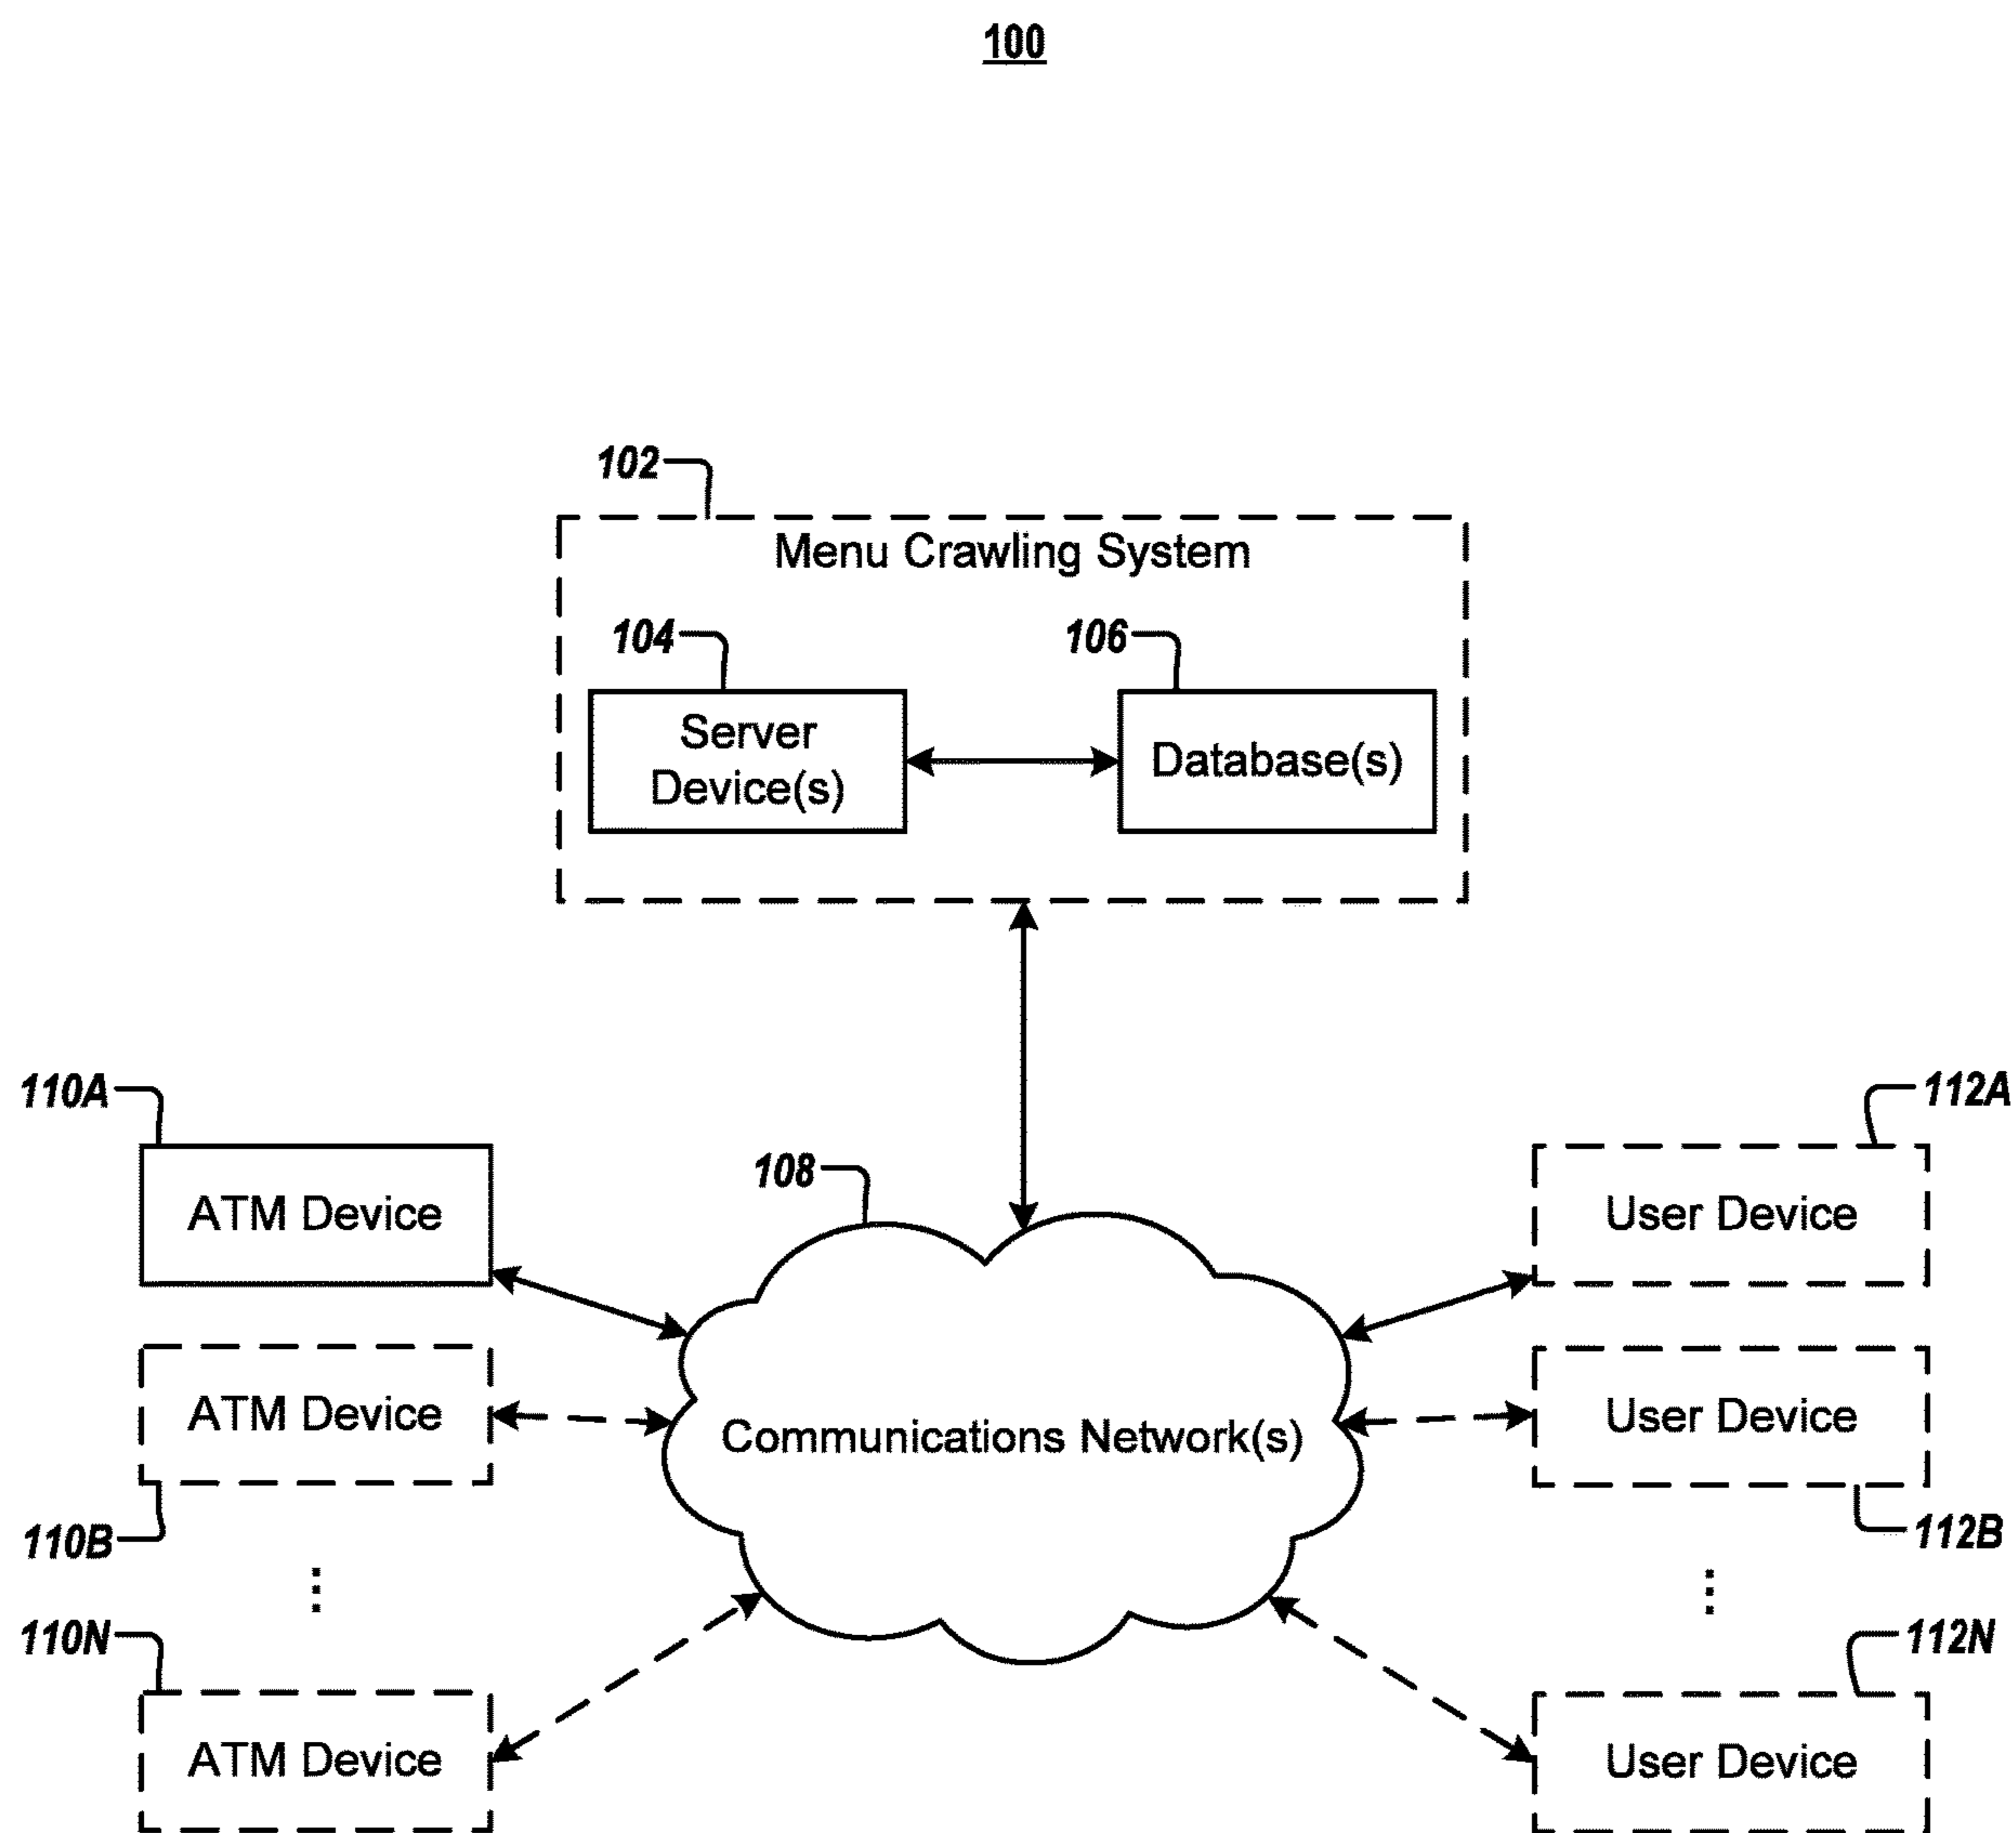 100
102
Menu Crawling System
104
106
Server
Device(s)
Database(s)
110A
112A
108
ATM Device
User Device
ATM Device
User Device
Communications Network(s)
110B
112B
110N
112N
ATM Device
User Device